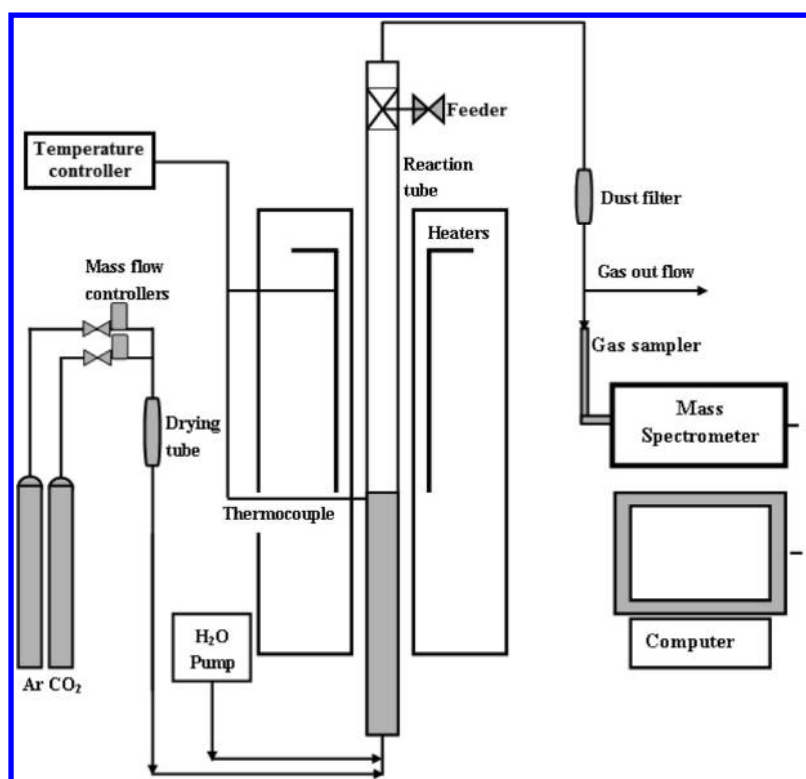 Feeder
Temperature
controller
Reaction
tube
Dust filter
Heaters
Mass flow
controllers
Gas out flow
Gas sampler
Drying
tube
Mass
Spectrometer
Thermocouple
H₂O
Pump
Computer
Ar CO₂